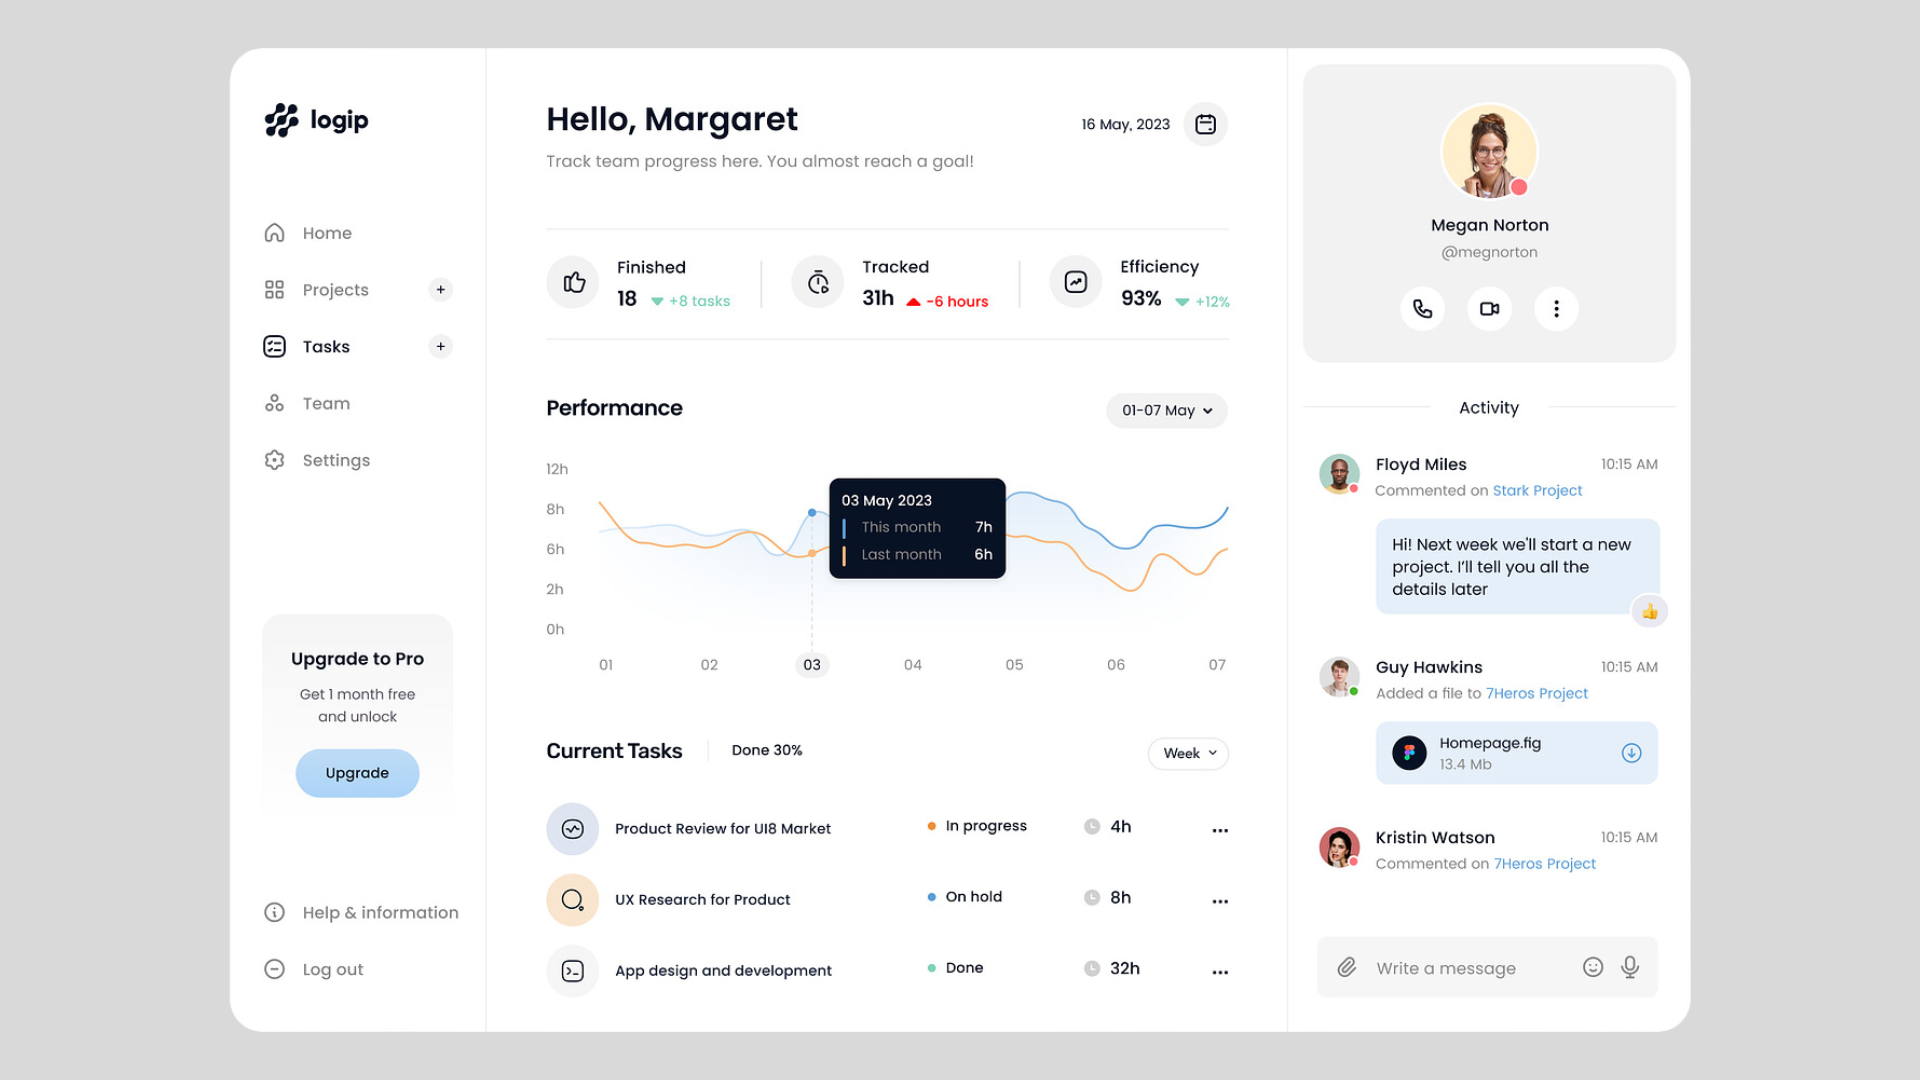 logip
Home
Projects +
Tasks +
Team
Settings
Upgrade to Pro
Get 1 month free
and unlock
Upgrade
Help & information
Log out
Hello, Margaret
Track team progress here. You almost reach a goal!
16 May, 2023
Finished
18 +8 tasks
Tracked
31h -6 hours
Efficiency
93% +12%
Performance
01-07 May
12h
8h
6h
2h
0h
03 May 2023
This month 7h
Last month 6h
01 02 03 04 05 06 07
Current Tasks Done 30% Week
Product Review for UI8 Market In progress 4h
UX Research for Product On hold 8h
App design and development Done 32h
Megan Norton
@megnorton
Activity
Floyd Miles 10:15 AM
Commented on Stark Project
Hi! Next week we'll start a new
project. I'll tell you all the
details later
Guy Hawkins 10:15 AM
Added a file to 7Heros Project
Homepage.fig
13.4 Mb
Kristin Watson 10:15 AM
Commented on 7Heros Project
Write a message